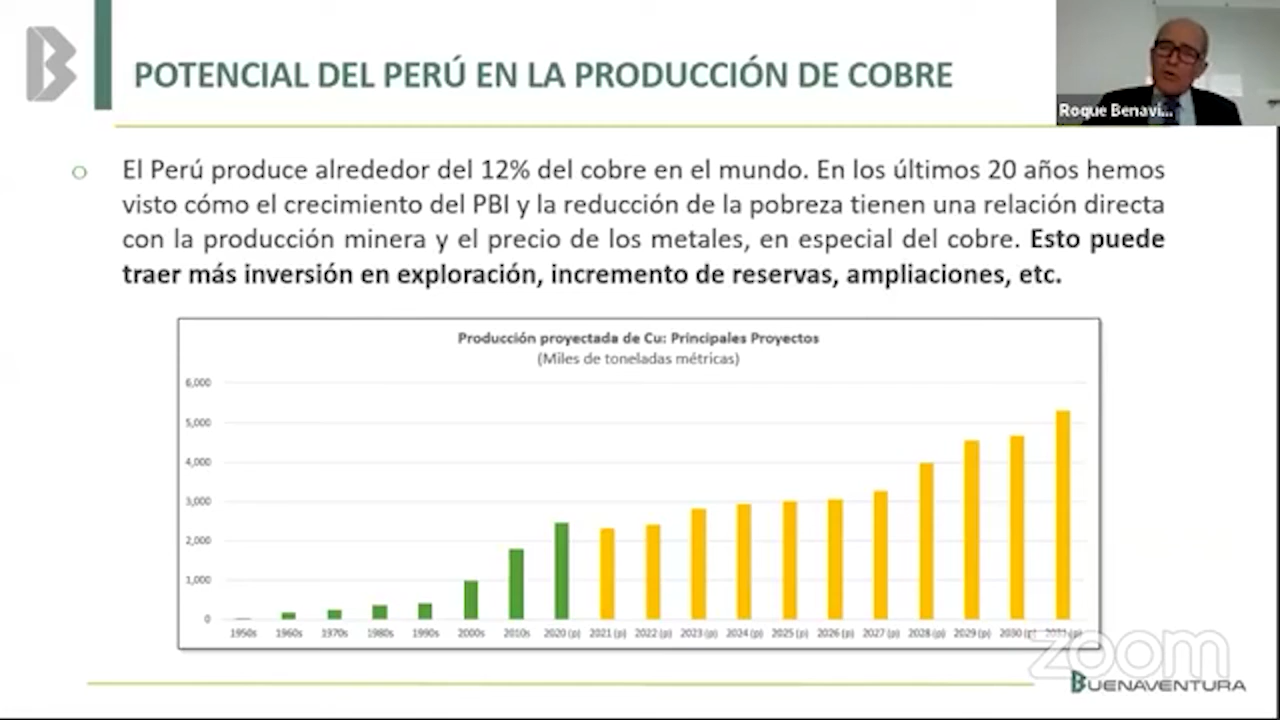 POTENCIAL DEL PERÚ EN LA PRODUCCIÓN DE COBRE
Roque Benavi...
El Perú produce alrededor del 12% del cobre en el mundo. En los últimos 20 años hemos
visto cómo el crecimiento del PBI y la reducción de la pobreza tienen una relación directa
con la producción minera y el precio de los metales, en especial del cobre. Esto puede
traer más inversión en exploración, incremento de reservas, ampliaciones, etc.
Producción proyectada de Cu: Principales Proyectos
(Miles de toneladas métricas)
6,000
5,000
4,000
3,000
2,000
1,000
0
1950s 1960s 1970s 1980s 1990s 2000s 2010s 2020 (p) 2021 (p) 2022 (p) 2023 (p) 2024 (p) 2025 (p) 2026 (p) 2027 (p) 2028 (p) 2029 (p) 2030 (p) 2031 (p)
zoom
BUENAVENTURA